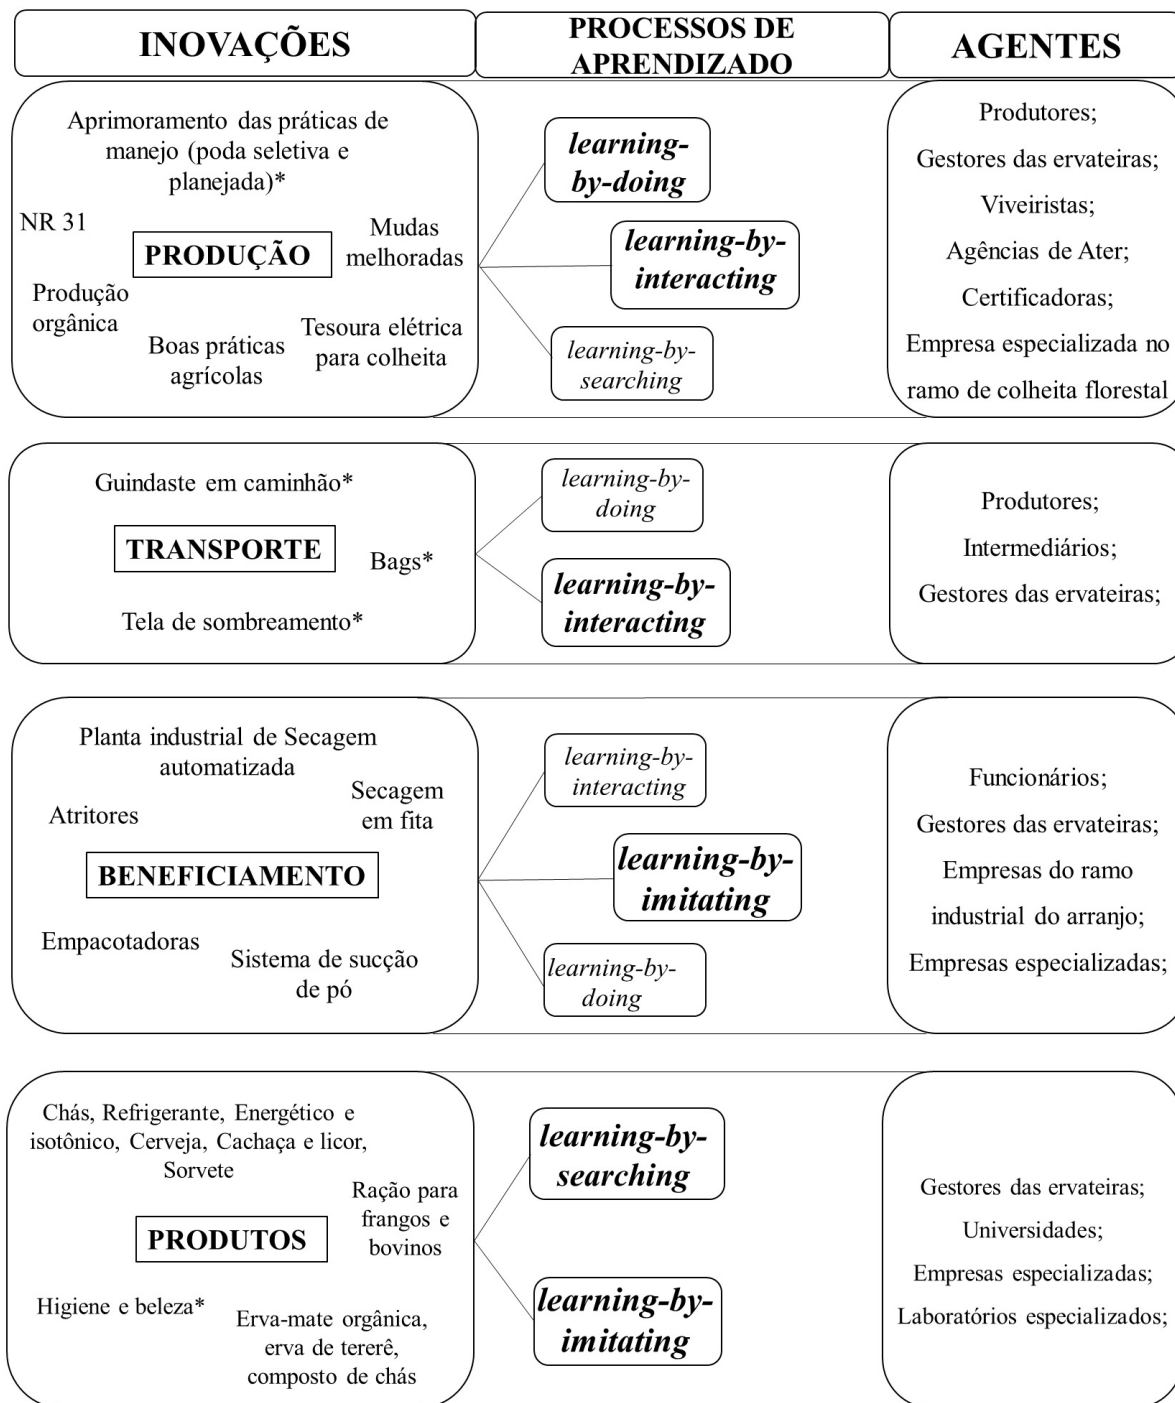 INOVAÇÕES
PROCESSOS DE
APRENDIZADO
AGENTES
Aprimoramento das práticas de
manejo (poda seletiva e
planejada)*
NR 31
Mudas
melhoradas
PRODUÇÃO
Produção
orgânica
Boas práticas
agrícolas
Tesoura elétrica
para colheita
learning-
by-doing
learning-by-
interacting
learning-by-
searching
Produtores;
Gestores das ervateiras;
Viveiristas;
Agências de Ater;
Certificadoras;
Empresa especializada no
ramo de colheita florestal
Guindaste em caminhão*
TRANSPORTE
Bags*
Tela de sombreamento*
learning-by-
doing
learning-by-
interacting
Produtores;
Intermediários;
Gestores das ervateiras;
Planta industrial de Secagem
automatizada
Atritores
Secagem
em fita
BENEFICIAMENTO
Empacotadoras
Sistema de sucção
de pó
learning-by-
interacting
learning-by-
imitating
learning-by-
doing
Funcionários;
Gestores das ervateiras;
Empresas do ramo
industrial do arranjo;
Empresas especializadas;
Chás, Refrigerante, Energético e
isotônico, Cerveja, Cachaça e licor,
Sorvete
Ração para
frangos e
bovinos
PRODUTOS
Higiene e beleza*
Erva-mate orgânica,
erva de tererê,
composto de chás
learning-by-
searching
learning-by-
imitating
Gestores das ervateiras;
Universidades;
Empresas especializadas;
Laboratórios especializados;